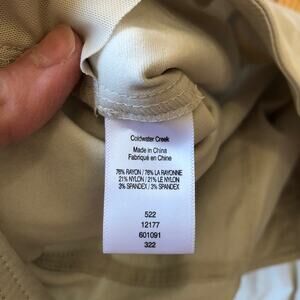 Coldwater Creek
Made in China
Fabriqué en Chine
76% RAYON / 76% LA RAYONNE
21% NYLON / 21% LE NYLON
3% SPANDEX / 3% SPANDEX
522
12177
601091
322